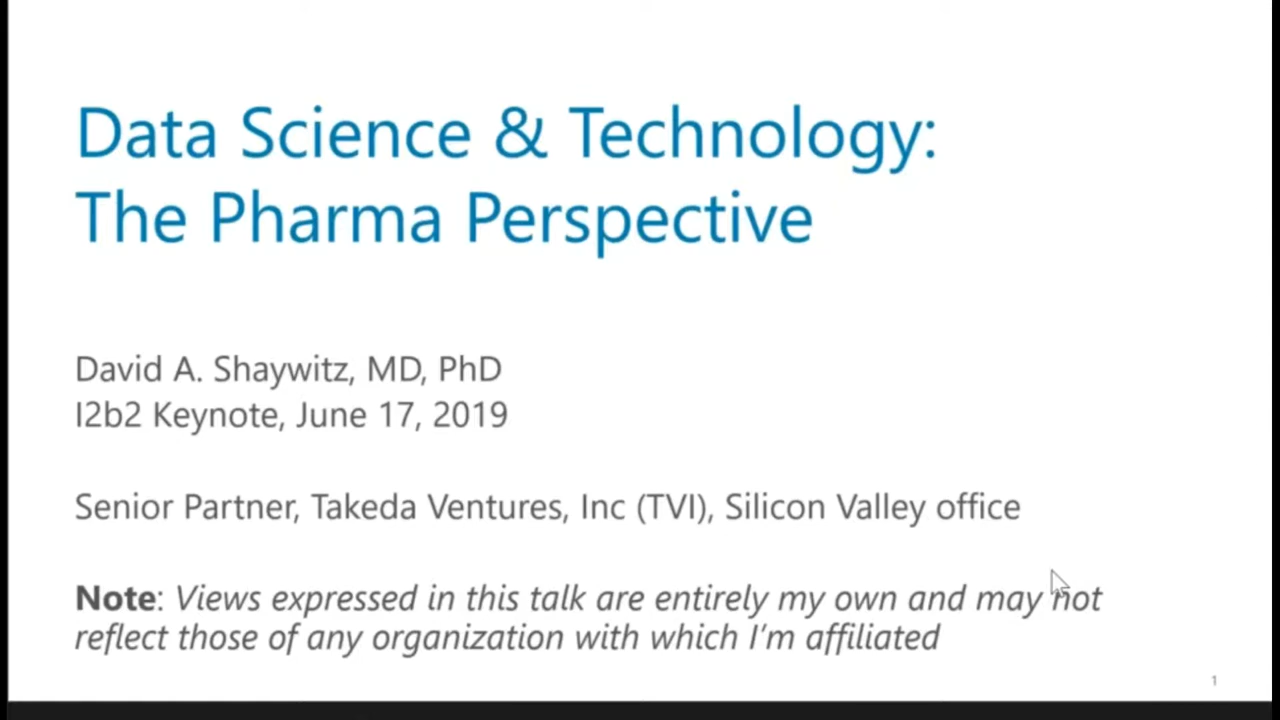 Data Science & Technology:
The Pharma Perspective
David A. Shaywitz, MD, PhD
I2b2 Keynote, June 17, 2019
Senior Partner, Takeda Ventures, Inc (TVI), Silicon Valley office
Note: Views expressed in this talk are entirely my own and may not
reflect those of any organization with which I'm affiliated
1